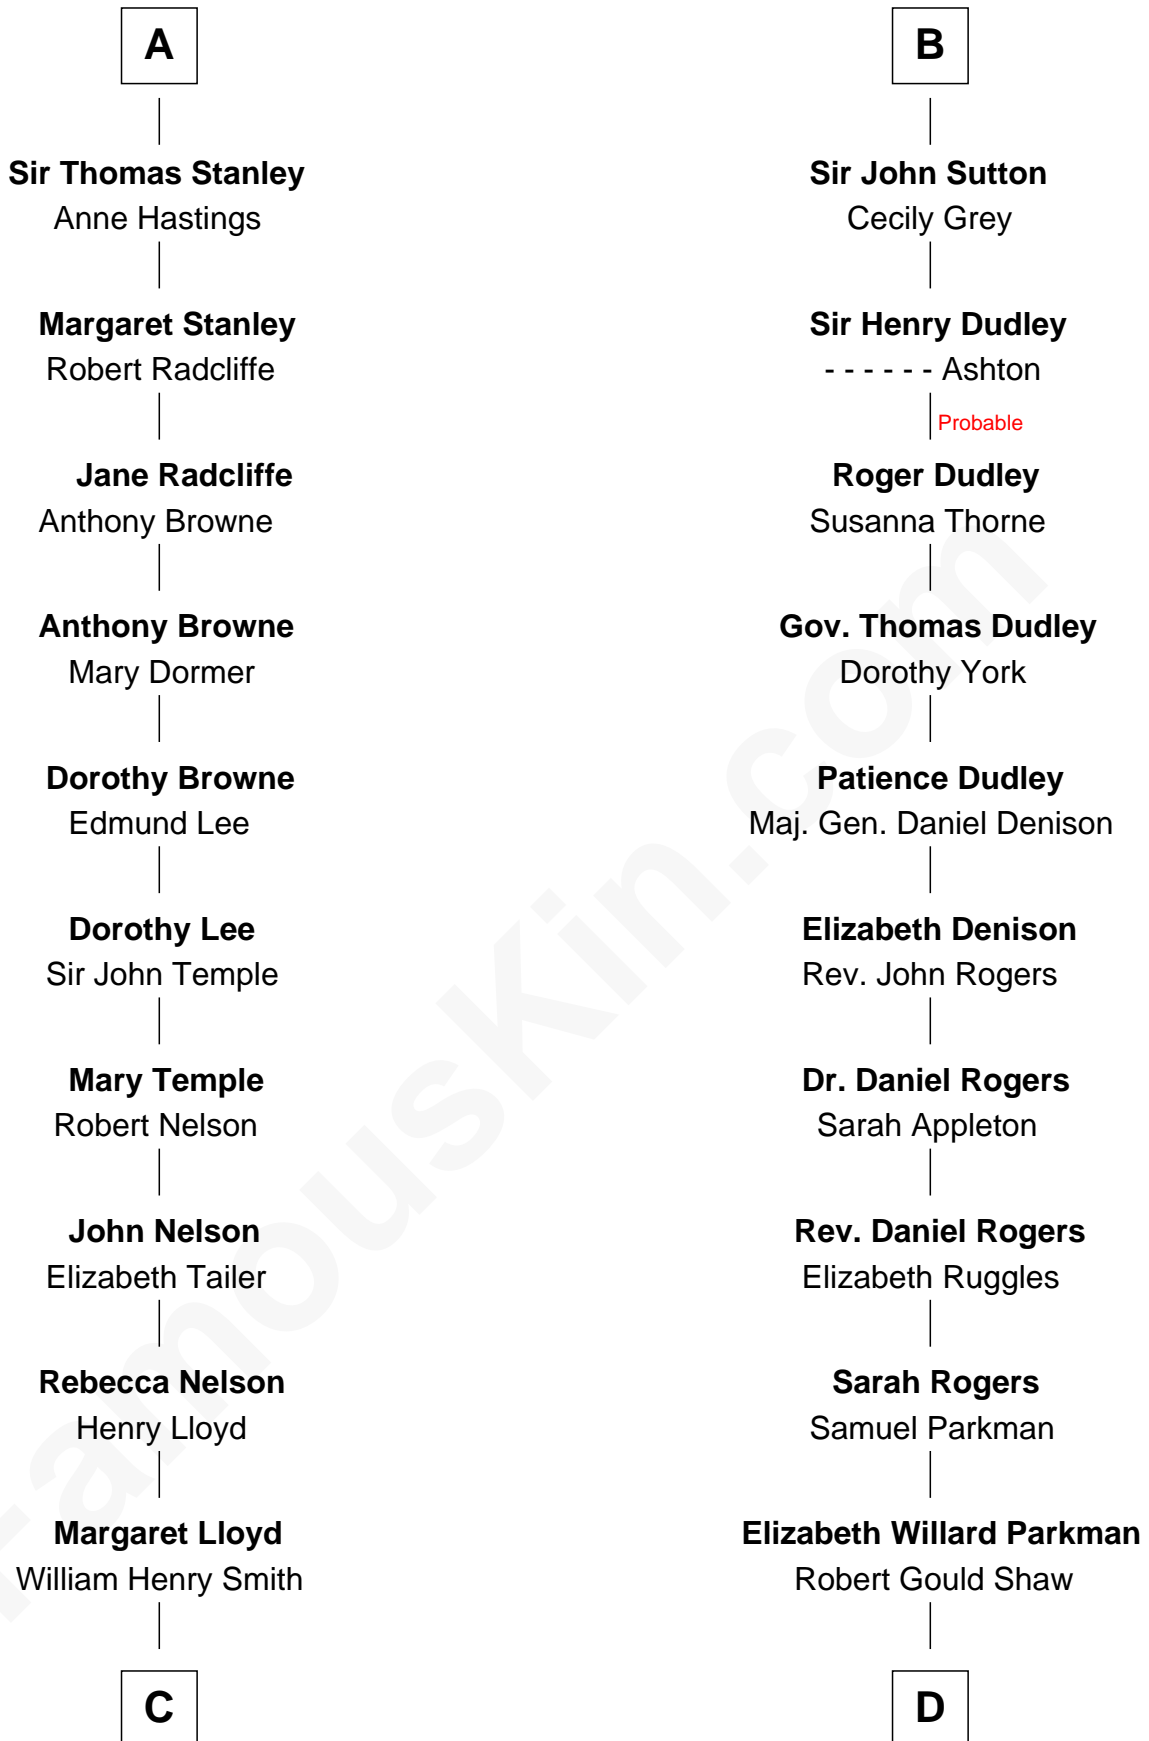 A
Sir Thomas Stanley
Anne Hastings
Margaret Stanley
Robert Radcliffe
Jane Radcliffe
Anthony Browne
Anthony Browne
Mary Dormer
Dorothy Browne
Edmund Lee
Dorothy Lee
Sir John Temple
Mary Temple
Robert Nelson
John Nelson
Elizabeth Tailer
Rebecca Nelson
Henry Lloyd
Margaret Lloyd
William Henry Smith
C
B
Sir John Sutton
Cecily Grey
Sir Henry Dudley
- - - - - - Ashton
Probable
Roger Dudley
Susanna Thorne
Gov. Thomas Dudley
Dorothy York
Patience Dudley
Maj. Gen. Daniel Denison
Elizabeth Denison
Rev. John Rogers
Dr. Daniel Rogers
Sarah Appleton
Rev. Daniel Rogers
Elizabeth Ruggles
Sarah Rogers
Samuel Parkman
Elizabeth Willard Parkman
Robert Gould Shaw
D
FamousKin.com